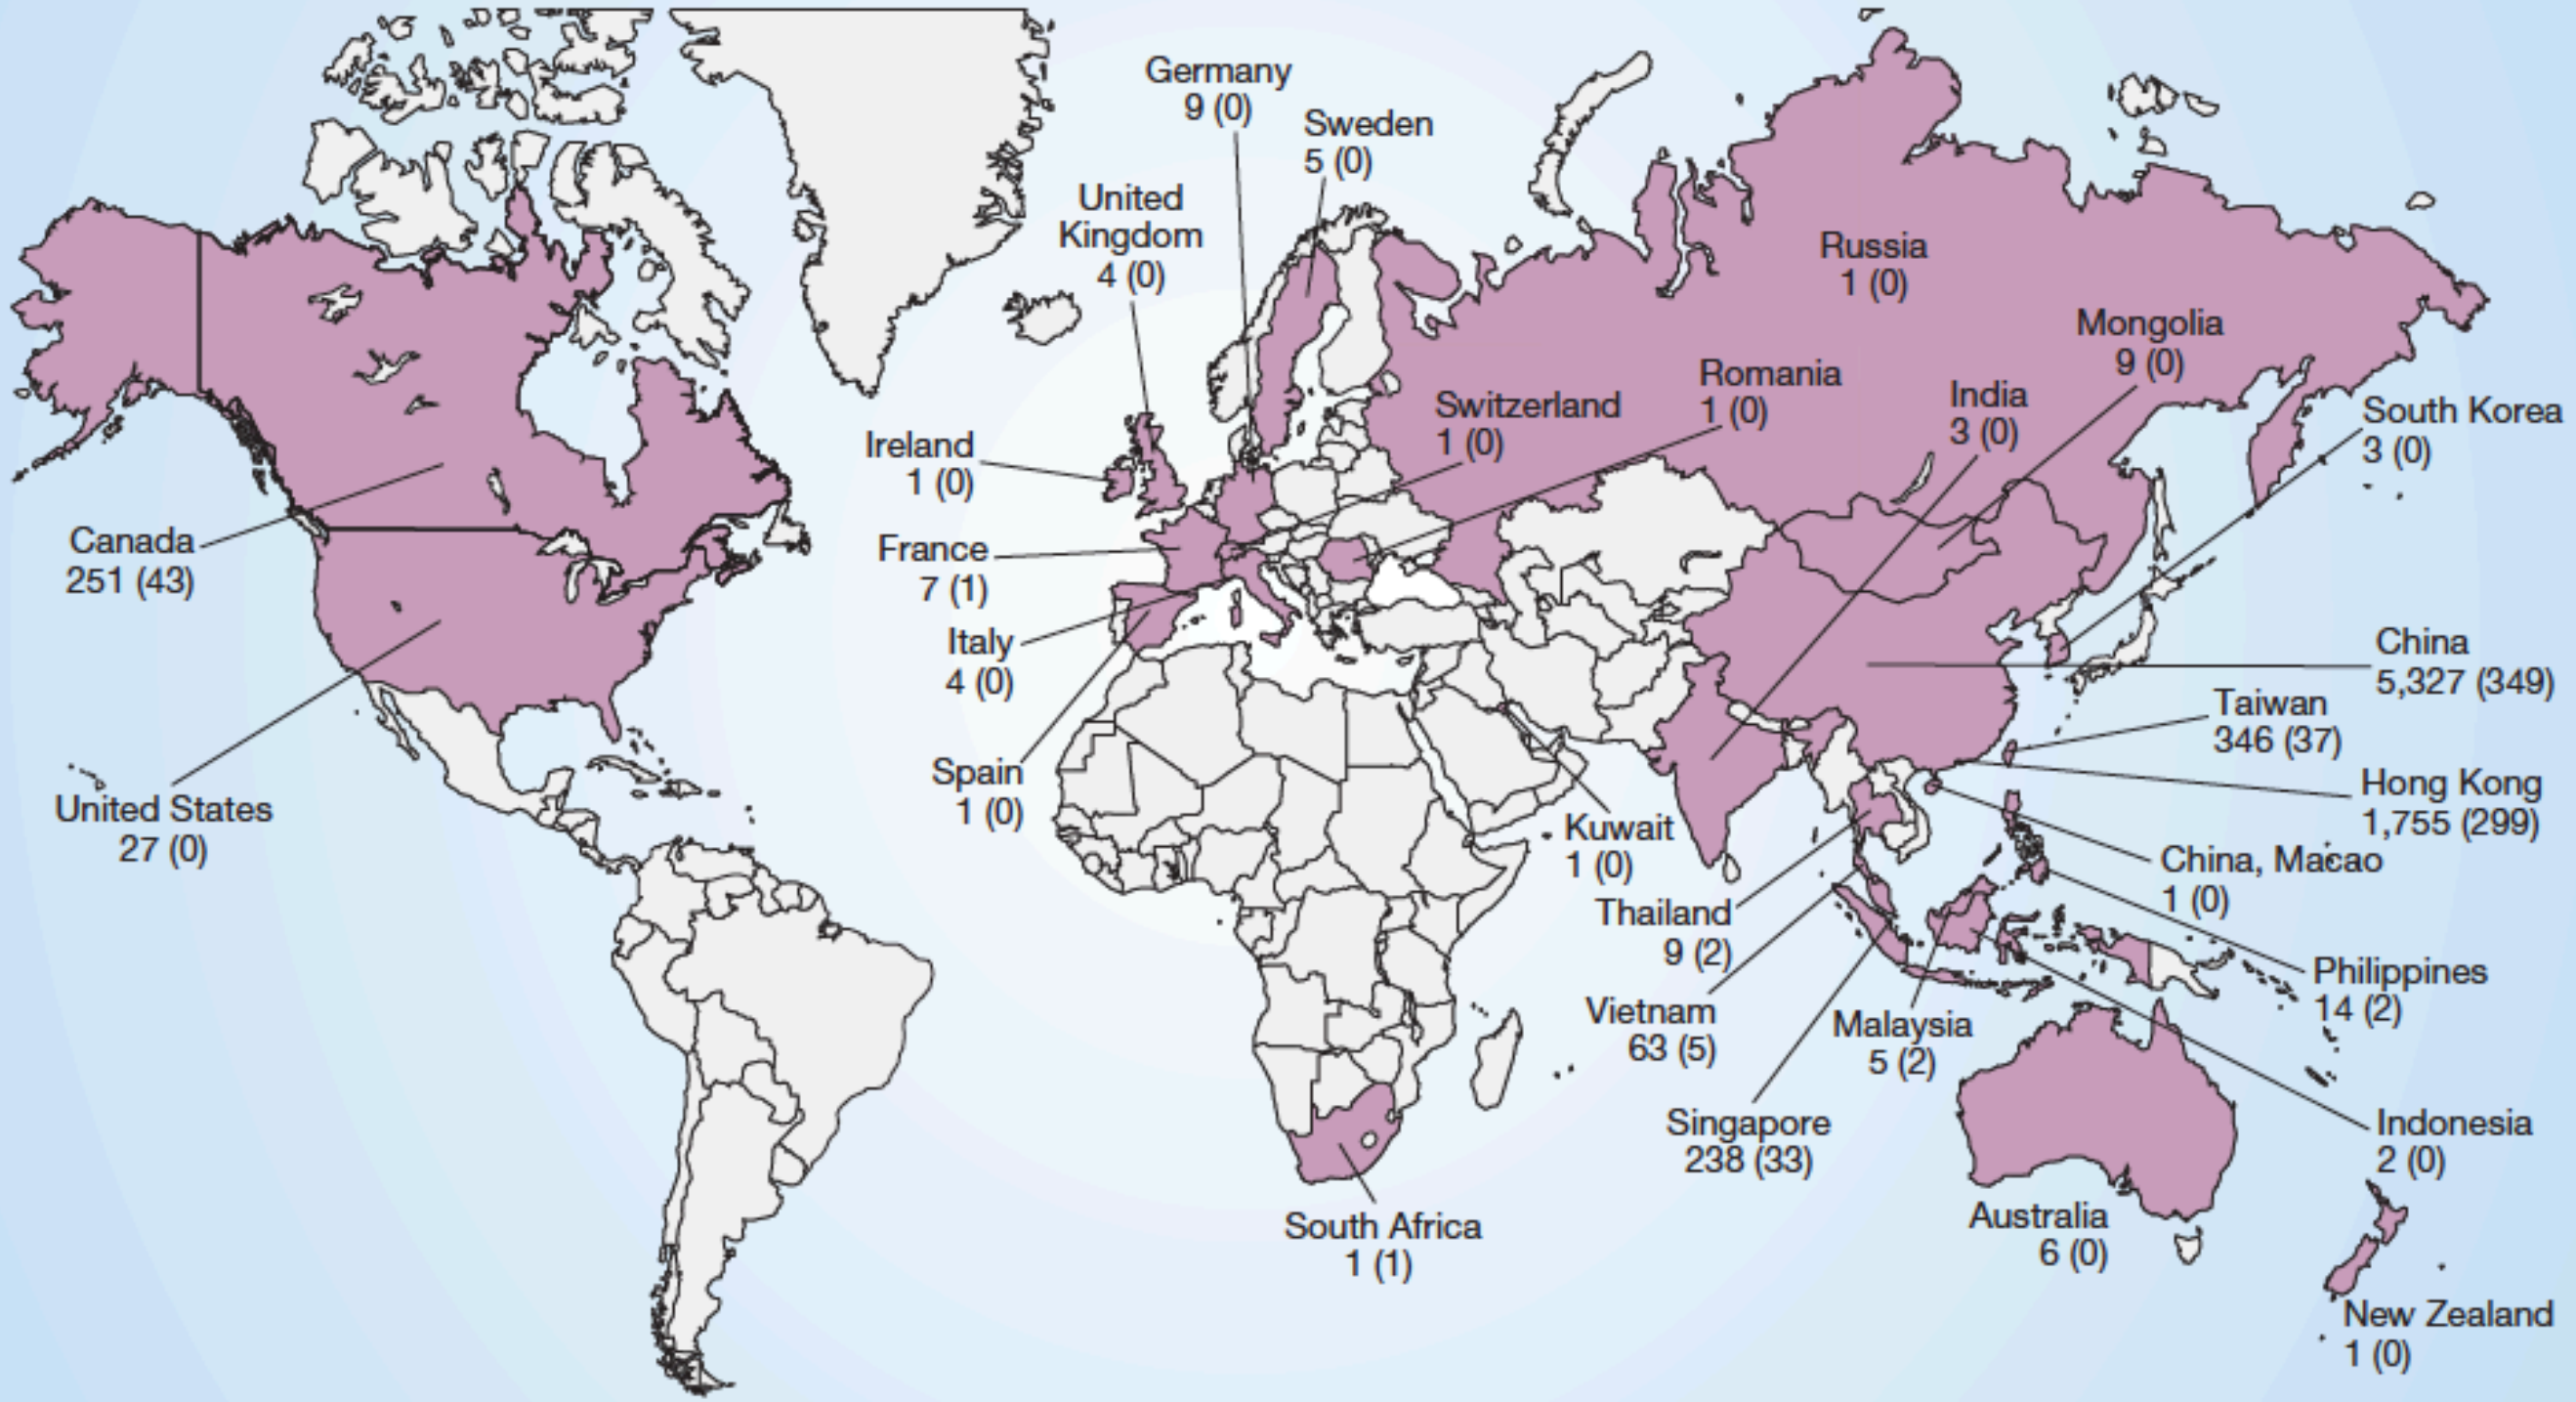 Germany
9 (0)
Sweden
5 (0)
United
Kingdom
4 (0)
Russia
1 (0)
Mongolia
9 (0)
Romania
1 (0)
India
3 (0)
Switzerland
1 (0)
South Korea
3 (0)
Ireland
1 (0)
Canada
251 (43)
France
7 (1)
Italy
4 (0)
China
5,327 (349)
Taiwan
346 (37)
Spain
1 (0)
Hong Kong
1,755 (299)
United States
27 (0)
Kuwait
1 (0)
China, Macao
1 (0)
Thailand
9 (2)
Philippines
14 (2)
Vietnam
63 (5)
Malaysia
5 (2)
Singapore
238 (33)
Indonesia
2 (0)
South Africa
1 (1)
Australia
6 (0)
New Zealand
1 (0)